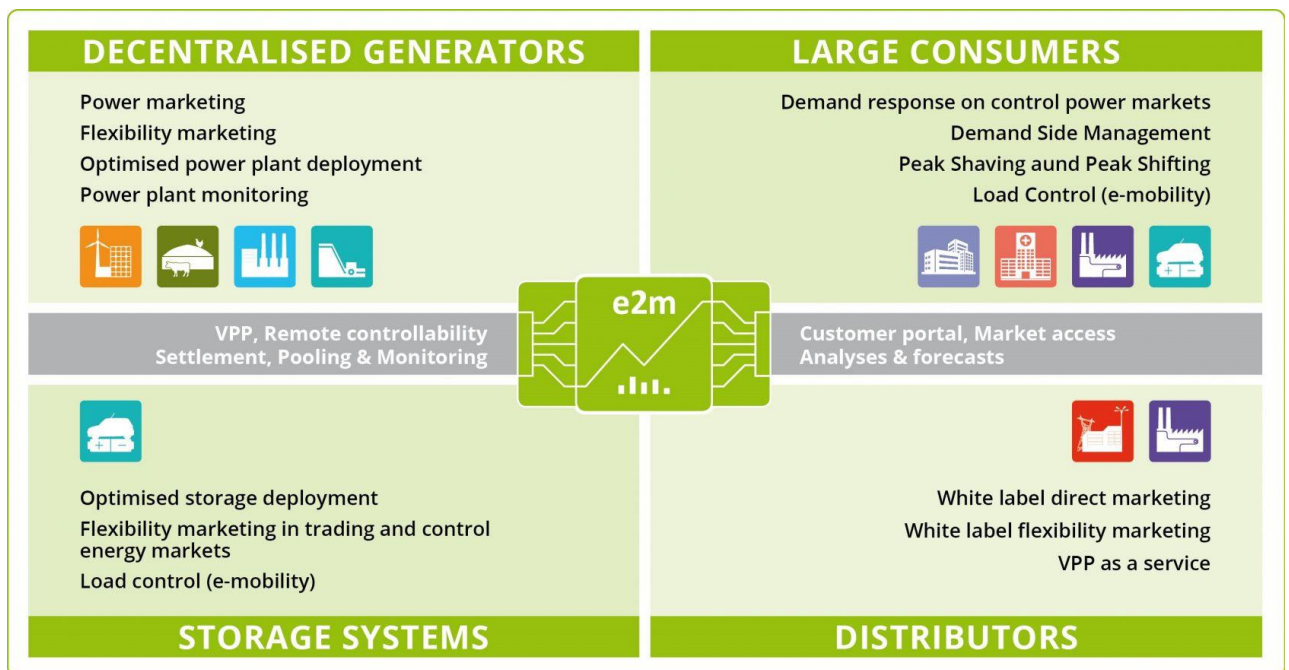 DECENTRALISED GENERATORS
Power marketing
Flexibility marketing
Optimised power plant deployment
Power plant monitoring
LARGE CONSUMERS
Demand response on control power markets
Demand Side Management
Peak Shaving aund Peak Shifting
Load Control (e-mobility)
VPP, Remote controllability
Settlement, Pooling & Monitoring
e2m
Customer portal, Market access
Analyses & forecasts
Optimised storage deployment
Flexibility marketing in trading and control
energy markets
Load control (e-mobility)
STORAGE SYSTEMS
White label direct marketing
White label flexibility marketing
VPP as a service
DISTRIBUTORS